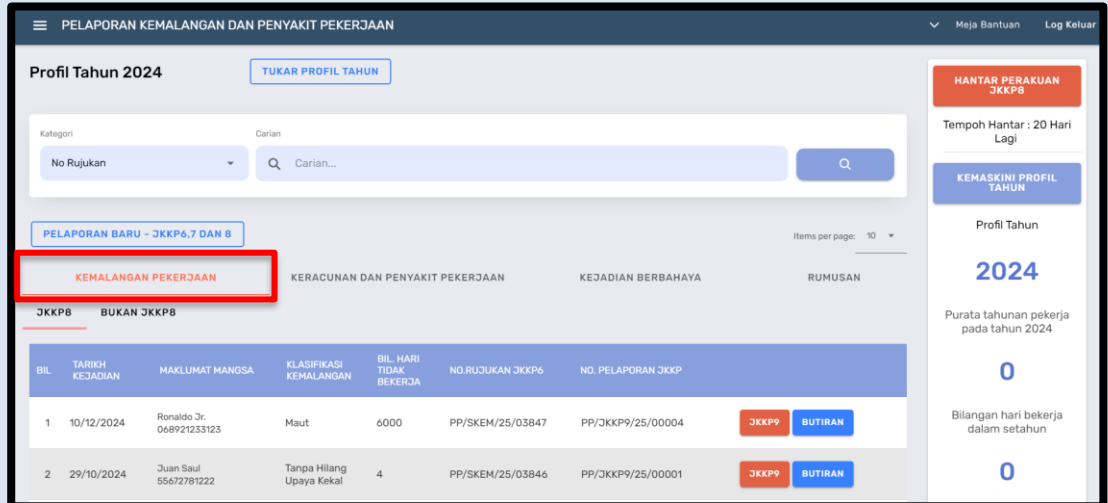 PELAPORAN KEMALANGAN DAN PENYAKIT PEKERJAAN
Meja Bantuan
Log Keluar
Profil Tahun 2024
TUKAR PROFIL TAHUN
Kategori
Carian
No Rujukan
Carian...
PELAPORAN BARU - JKKP6,7 DAN 8
Items per page: 10
KEMALANGAN PEKERJAAN
KERACUNAN DAN PENYAKIT PEKERJAAN
KEJADIAN BERBAHAYA
RUMUSAN
JKKP8
BUKAN JKKP8
BIL.
TARIKH
KEJADIAN
MAKLUMAT MANGSA
KLASIFIKASI
KEMALANGAN
BIL. HARI
TIDAK
BEKERJA
NO.RUJUKAN JKKP6
NO. PELAPORAN JKKP
1
10/12/2024
Ronaldo Jr.
068921233123
Maut
6000
PP/SKEM/25/03847
PP/JKKP9/25/00004
JKKP9
BUTIRAN
2
29/10/2024
Juan Saul
55672781222
Tanpa Hilang
Upaya Kekal
4
PP/SKEM/25/03846
PP/JKKP9/25/00001
JKKP9
BUTIRAN
HANTAR PERAKUAN
JKKP8
Tempoh Hantar : 20 Hari
Lagi
KEMASKINI PROFIL
TAHUN
Profil Tahun
2024
Purata tahunan pekerja
pada tahun 2024
0
Bilangan hari bekerja
dalam setahun
0